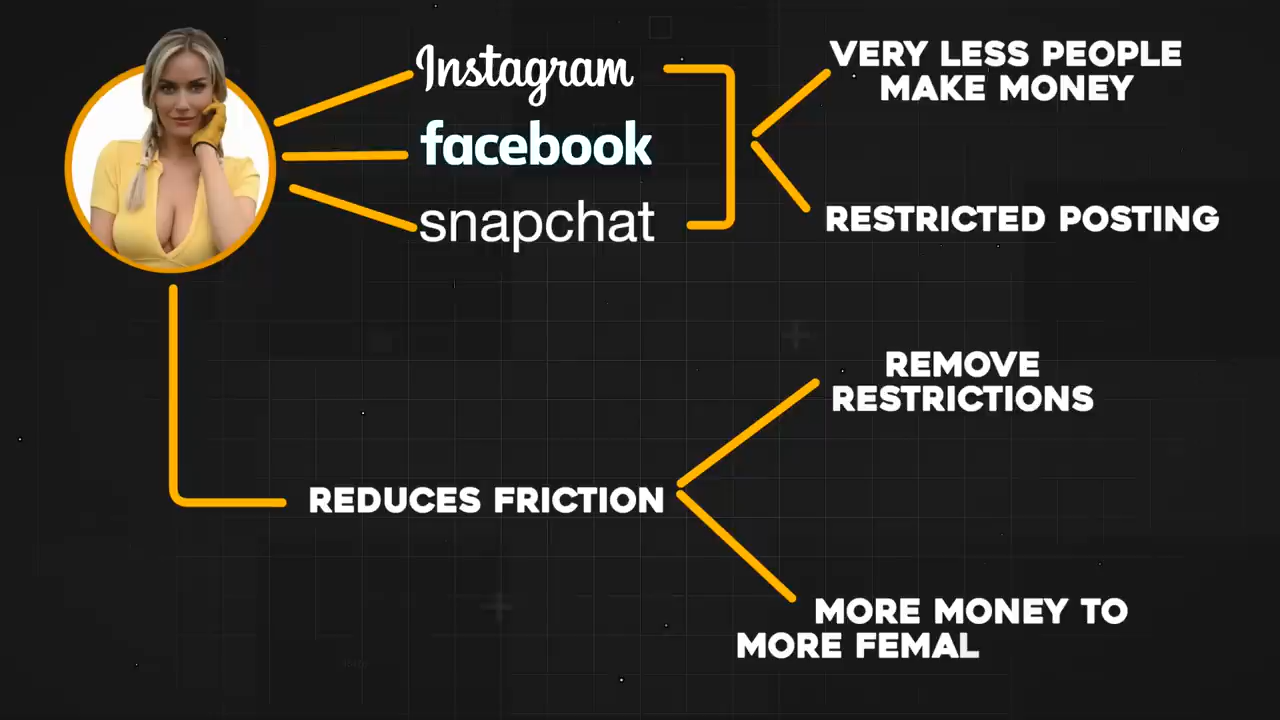 Instagram
facebook
snapchat
VERY LESS PEOPLE
MAKE MONEY
RESTRICTED POSTING
REMOVE
RESTRICTIONS
REDUCES FRICTION
MORE MONEY TO
MORE FEMAL